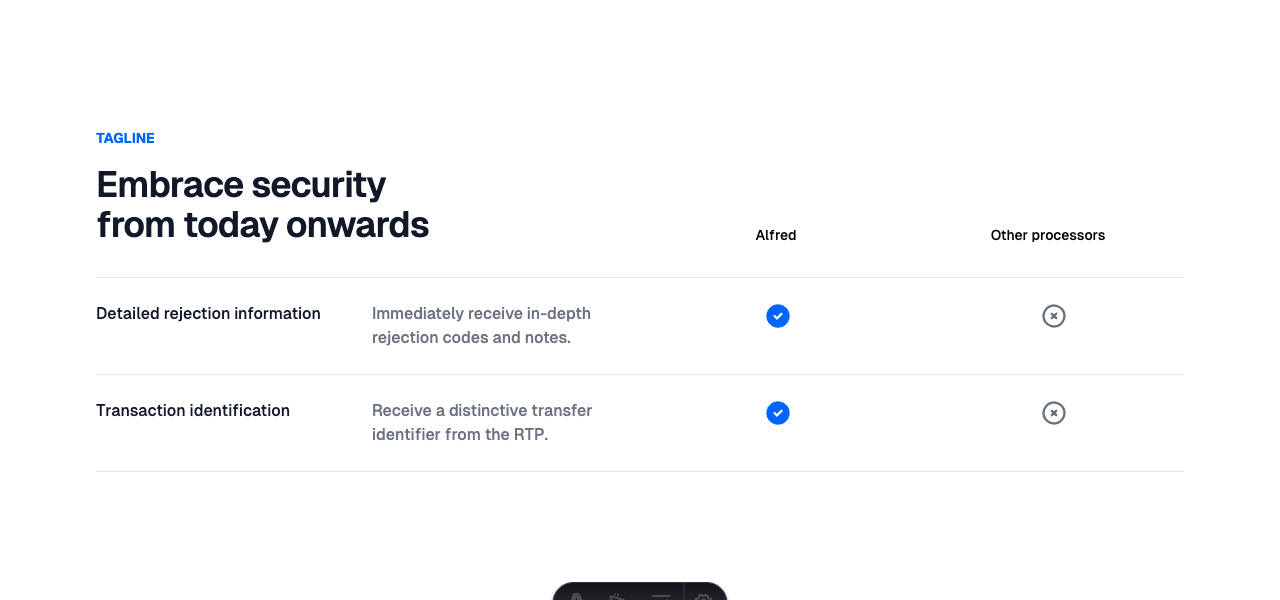 TAGLINE
Embrace security
from today onwards
Alfred
Other processors
Detailed rejection information
Immediately receive in-depth
rejection codes and notes.
Transaction identification
Receive a distinctive transfer
identifier from the RTP.